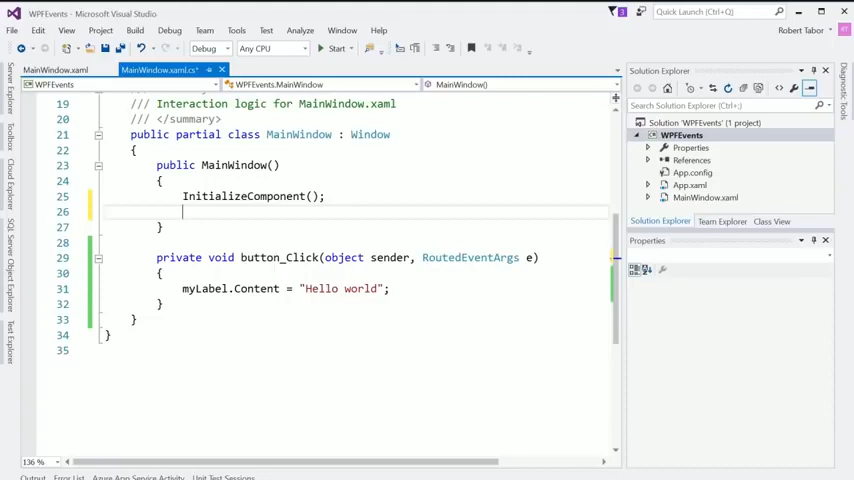 WPFEvents - Microsoft Visual Studio
3
Quick Launch (Ctrl+Q)
File Edit View Project Build Debug Team Tools Test Analyze Window Help
Robert Tabor
RT
Debug Any CPU Start
MainWindow.xaml MainWindow.xaml.cs*
WPFEvents WPFEvents.MainWindow MainWindow()
19 /// Interaction logic for MainWindow.xaml
20 /// </summary>
21 public partial class MainWindow : Window
22 {
23 public MainWindow()
24 {
25 InitializeComponent();
26
27 }
28
29 private void button_Click(object sender, RoutedEventArgs e)
30 {
31 myLabel.Content = "Hello world";
32 }
33 }
34 }
35
136 %
Output Error List Azure App Service Activity Unit Test Sessions
Server Explorer
Toolbox
Cloud Explorer
SQL Server Object Explorer
Test Explorer
Solution Explorer
Search Solution Explorer (Ctrl+;)
Solution 'WPFEvents' (1 project)
WPFEvents
Properties
References
App.config
App.xaml
MainWindow.xaml
Solution Explorer Team Explorer Class View
Properties